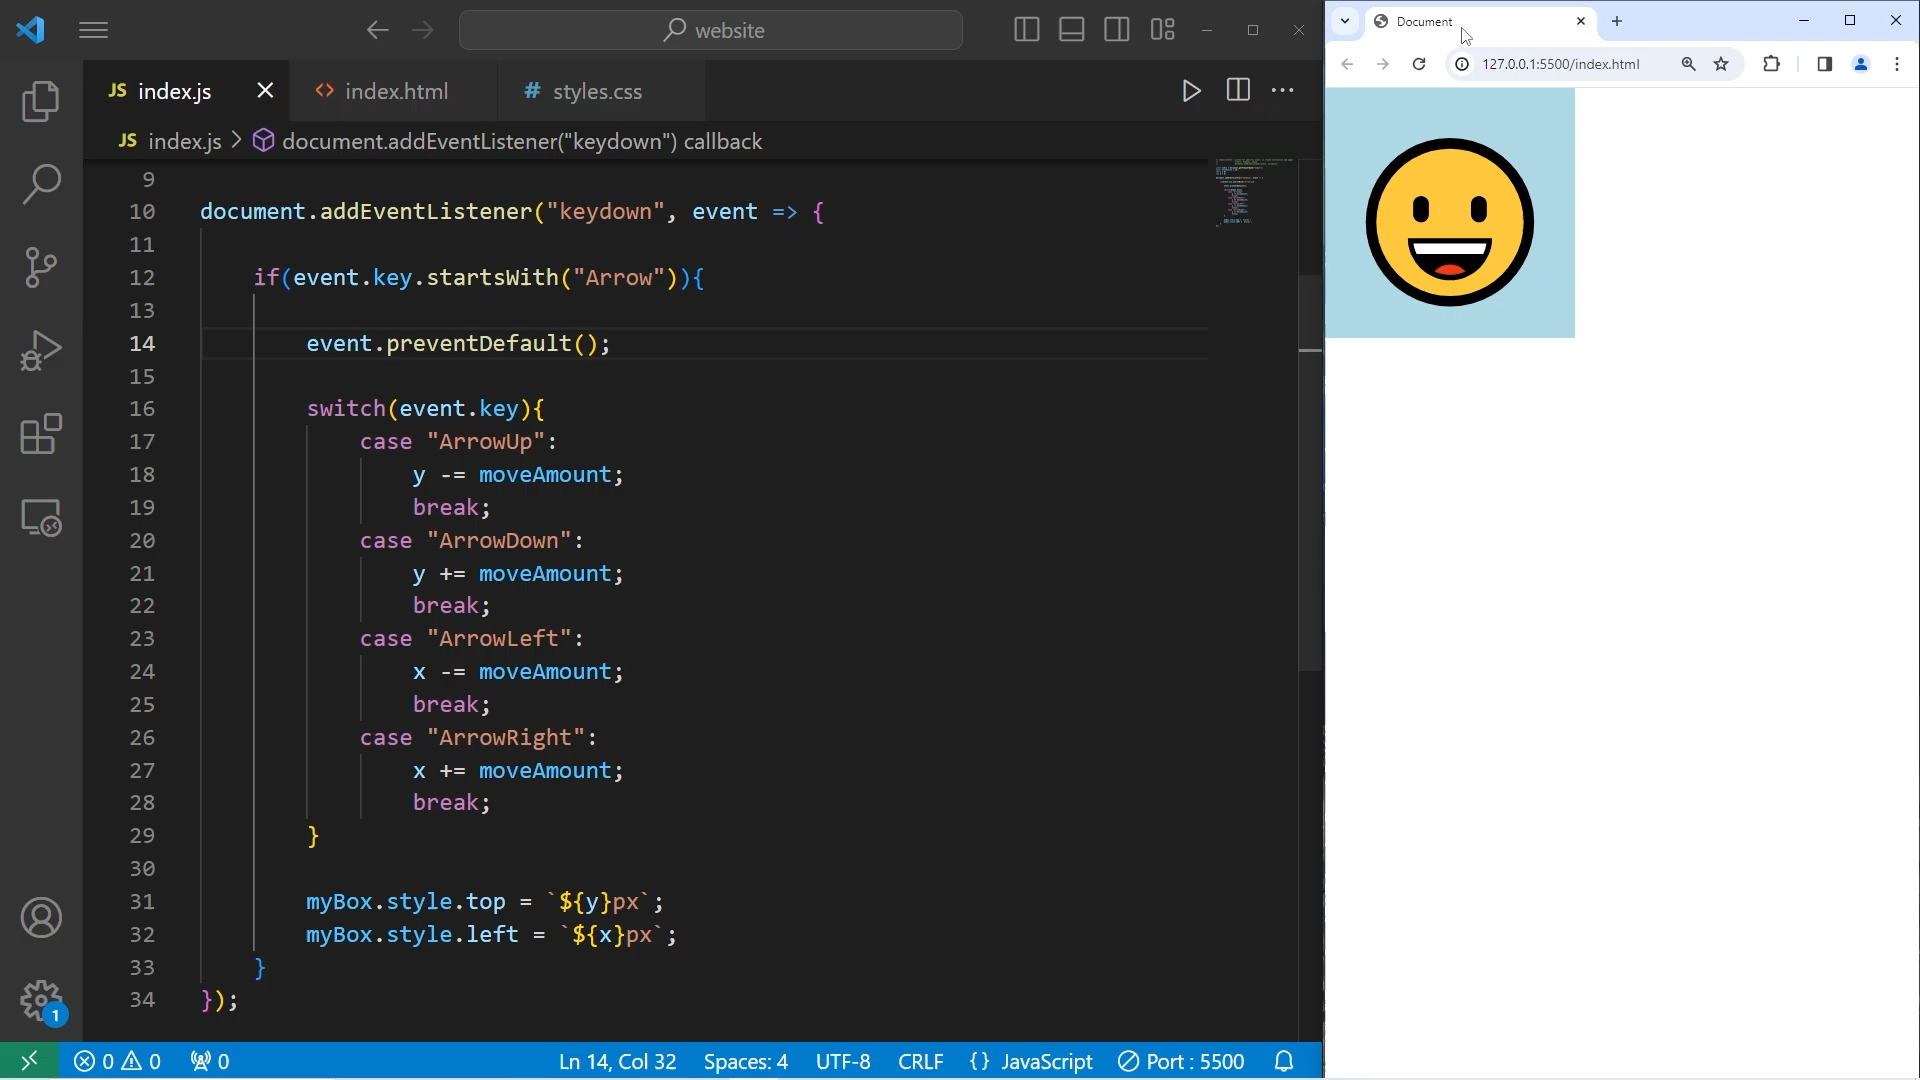 website
JS index.js
<> index.html
# styles.css
JS index.js > document.addEventListener("keydown") callback
9
10 document.addEventListener("keydown", event => {
11
12 if(event.key.startsWith("Arrow")){
13
14 event.preventDefault();
15
16 switch(event.key){
17 case "ArrowUp":
18 y -= moveAmount;
19 break;
20 case "ArrowDown":
21 y += moveAmount;
22 break;
23 case "ArrowLeft":
24 x -= moveAmount;
25 break;
26 case "ArrowRight":
27 x += moveAmount;
28 break;
29 }
30
31 myBox.style.top = `${y}px`;
32 myBox.style.left = `${x}px`;
33 }
34 });
1
0 0 0 Ln 14, Col 32 Spaces: 4 UTF-8 CRLF {} JavaScript Port : 5500
Document
127.0.0.1:5500/index.html